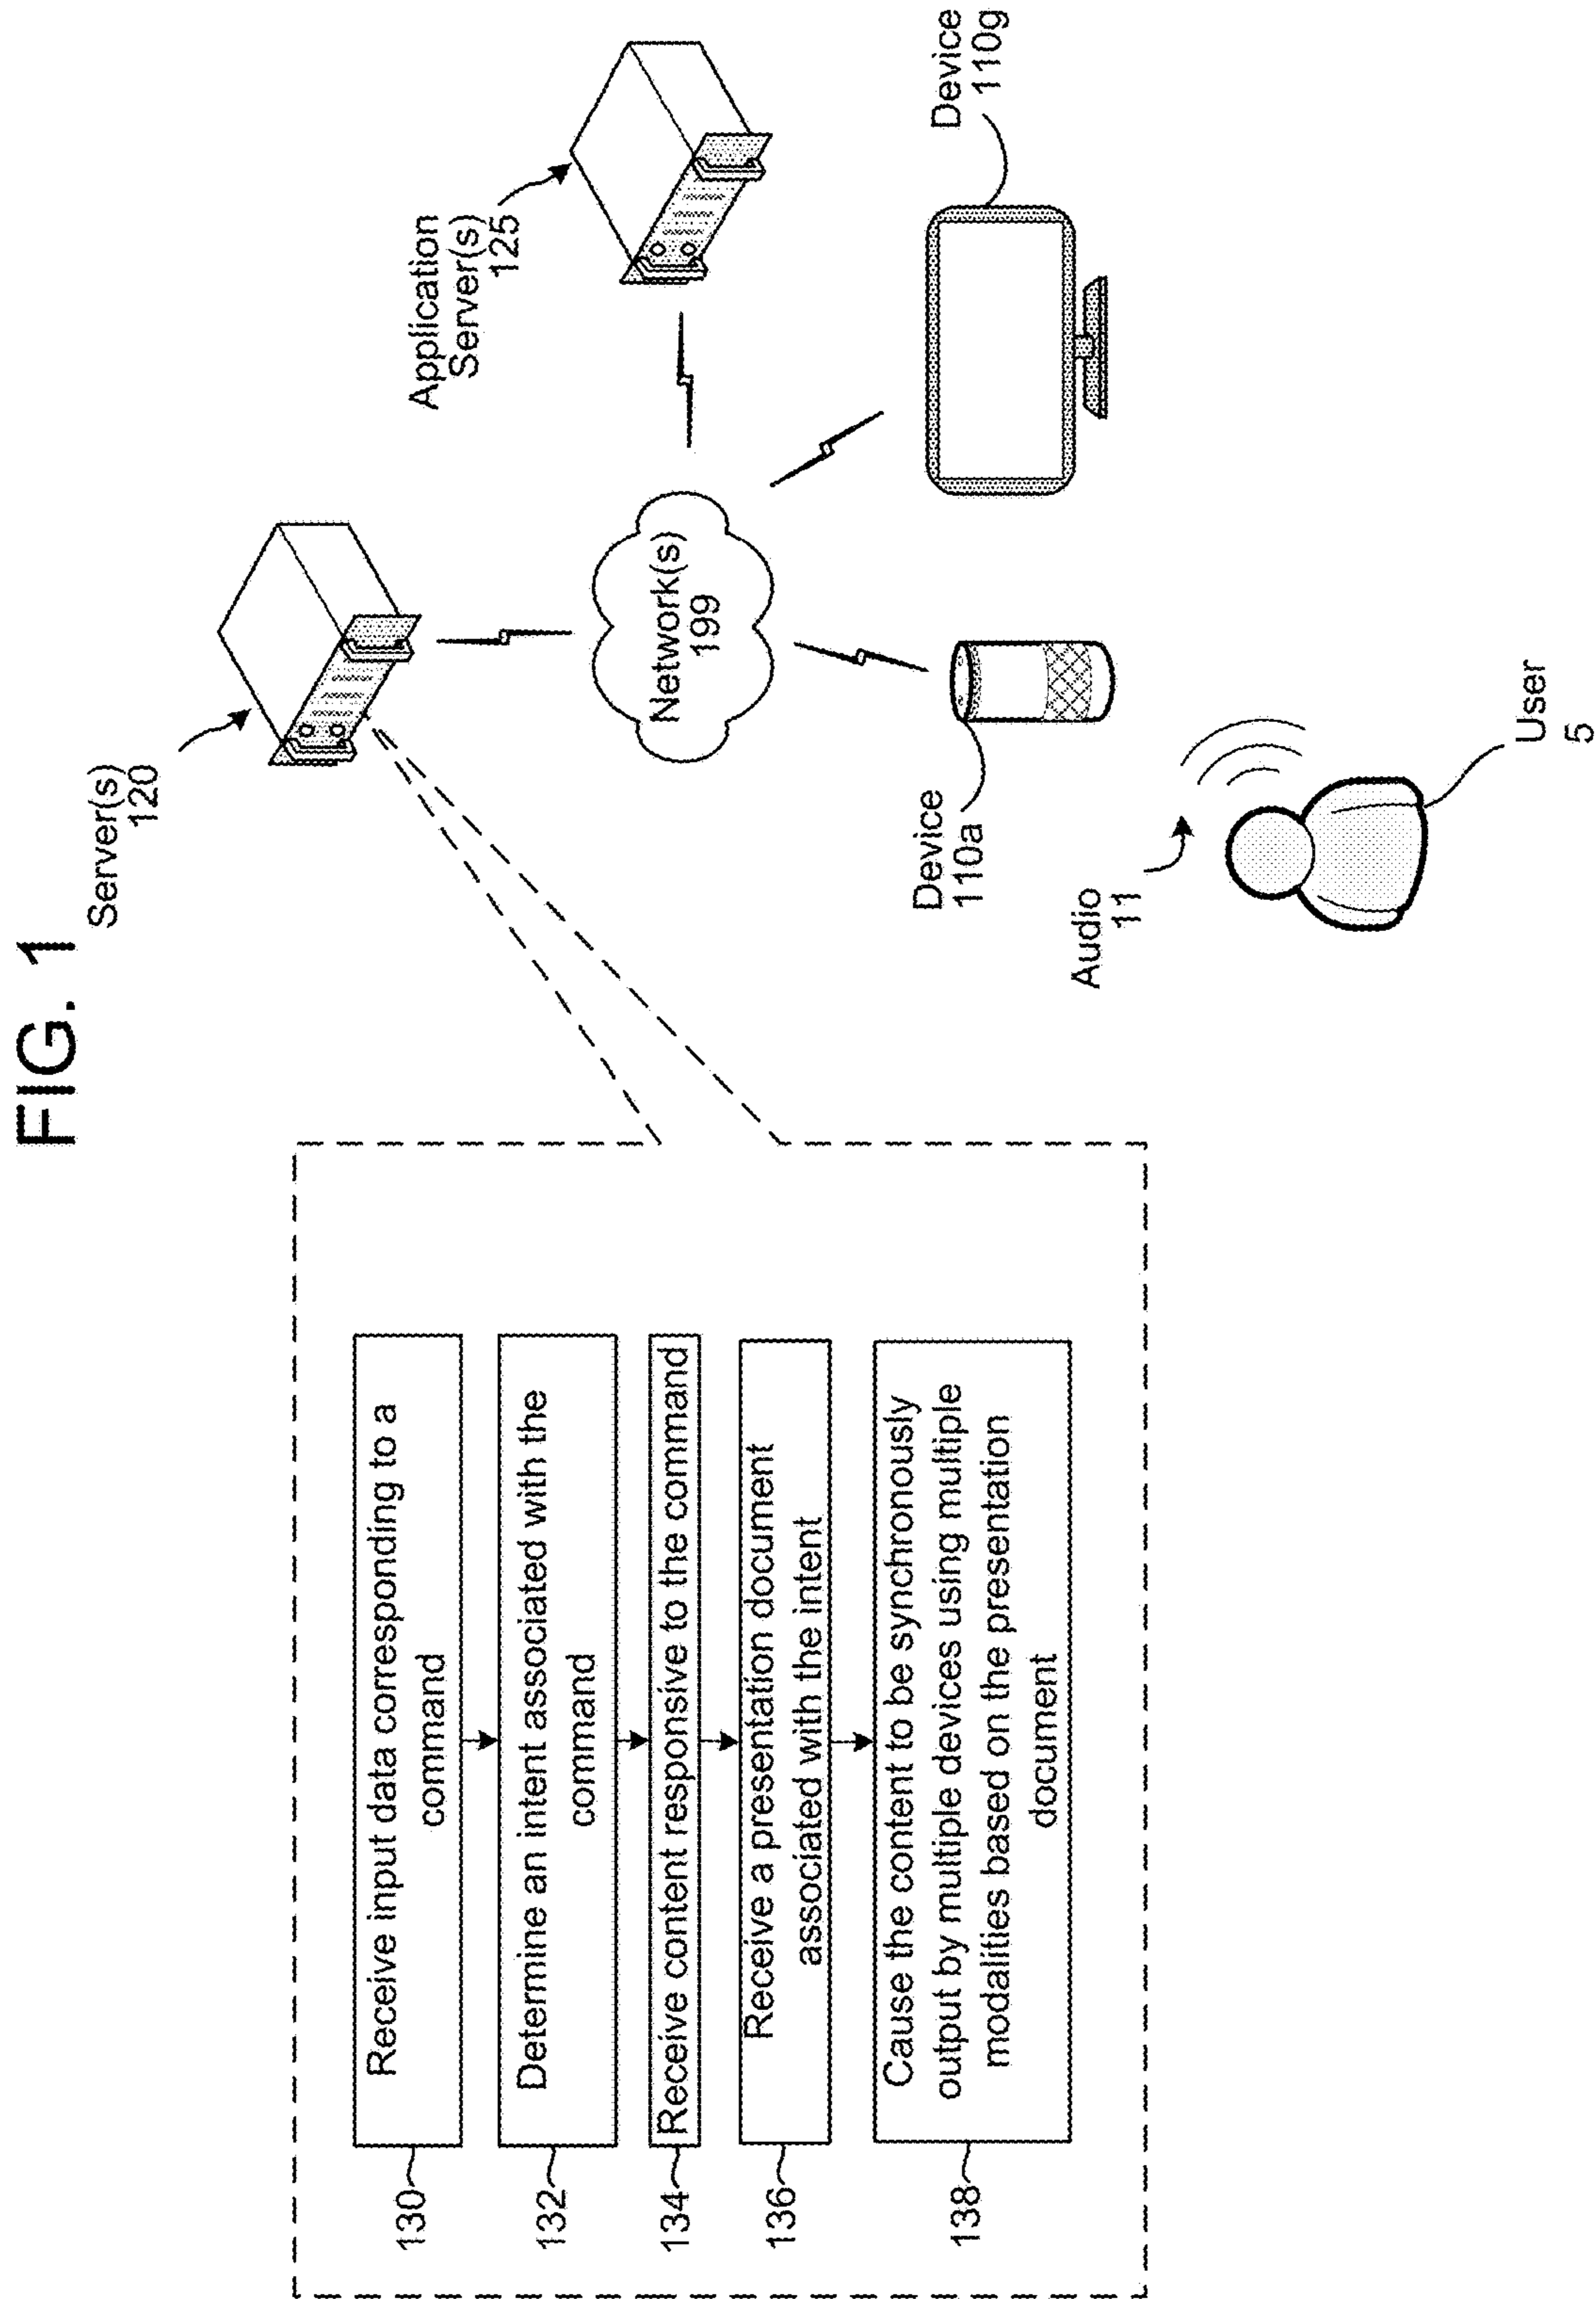 FIG. 1
Server(s)
120
Application
Server(s)
125
Network(s)
199
Device
110a
Device
110g
Audio
11
User
5
130
Receive input data corresponding to a
command
132
Determine an intent associated with the
command
134
Receive content responsive to the command
136
Receive a presentation document
associated with the intent
138
Cause the content to be synchronously
output by multiple devices using multiple
modalities based on the presentation
document